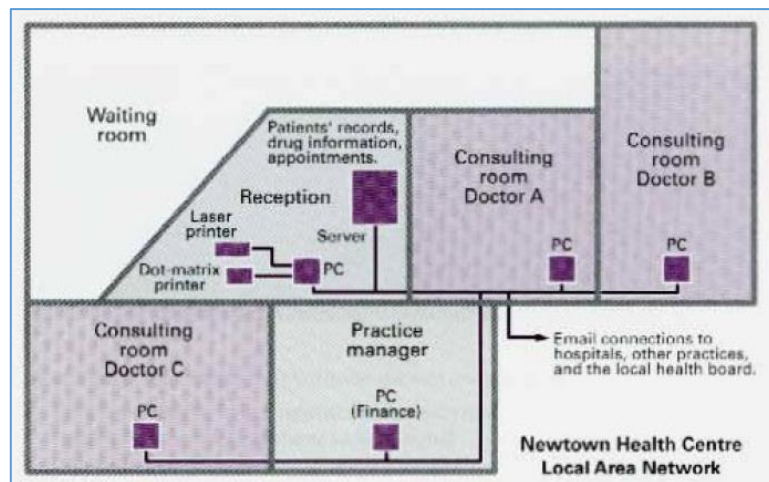 Waiting
room
Patients' records,
drug information,
appointments.
Reception
Laser
printer
Server
PC
Dot-matrix
printer
Consulting
room
Doctor A
PC
Consulting
room
Doctor B
PC
Consulting
room
Doctor C
PC
Practice
manager
PC
(Finance)
Email connections to
hospitals, other practices,
and the local health board.
Newtown Health Centre
Local Area Network